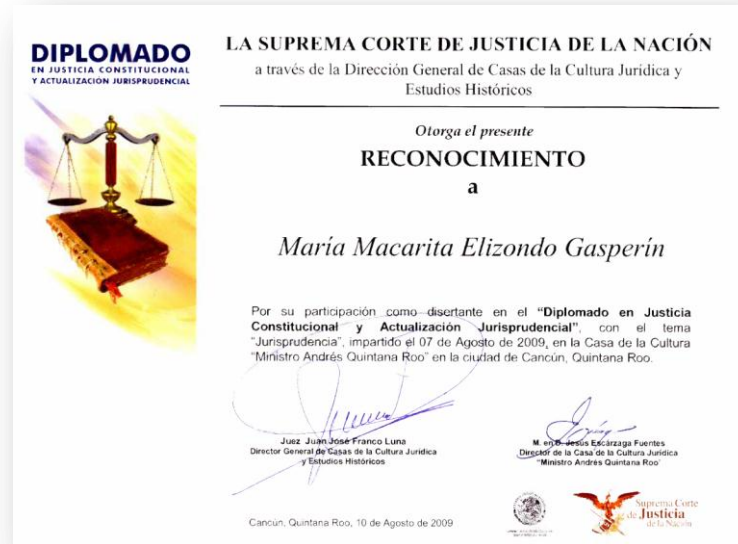 DIPLOMADO
EN JUSTICIA CONSTITUCIONAL
Y ACTUALIZACIÓN JURISPRUDENCIAL
LA SUPREMA CORTE DE JUSTICIA DE LA NACIÓN
a través de la Dirección General de Casas de la Cultura Jurídica y
Estudios Históricos
Otorga el presente
RECONOCIMIENTO
a
María Macarita Elizondo Gasperín
Por su participación como disertante en el "Diplomado en Justicia
Constitucional y Actualización Jurisprudencial", con el tema
"Jurisprudencia", impartido el 07 de Agosto de 2009, en la Casa de la Cultura
"Ministro Andrés Quintana Roo" en la ciudad de Cancún, Quintana Roo.
Juez Juan José Franco Luna
Director General de Casas de la Cultura Jurídica
y Estudios Históricos
M. en D. Jesús Escárzaga Fuentes
Director de la Casa de la Cultura Jurídica
"Ministro Andrés Quintana Roo"
Cancún, Quintana Roo, 10 de Agosto de 2009
Suprema Corte
de Justicia
de la Nación